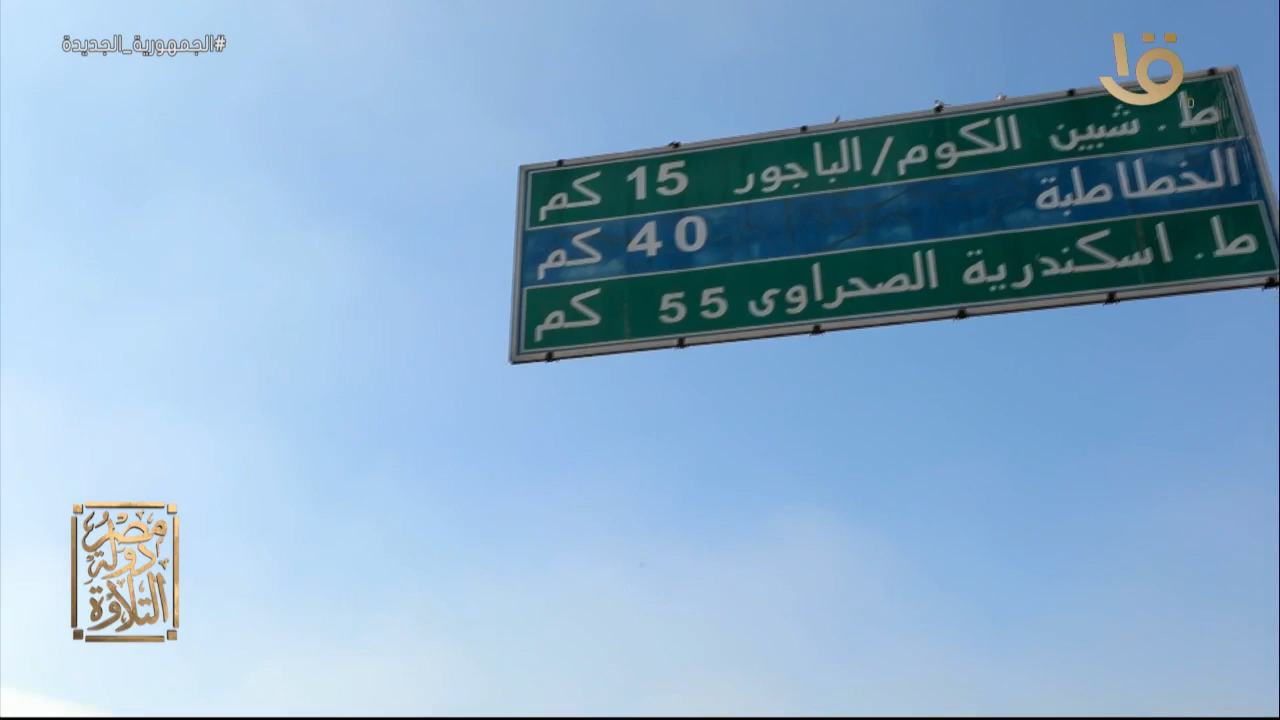 #الجمهورية_الجديدة
ط. شبين الكوم/الباجور 15 كم
الخطاطبة 40 كم
ط. اسكندرية الصحراوى 55 كم
مصر
دولة
التلاوة